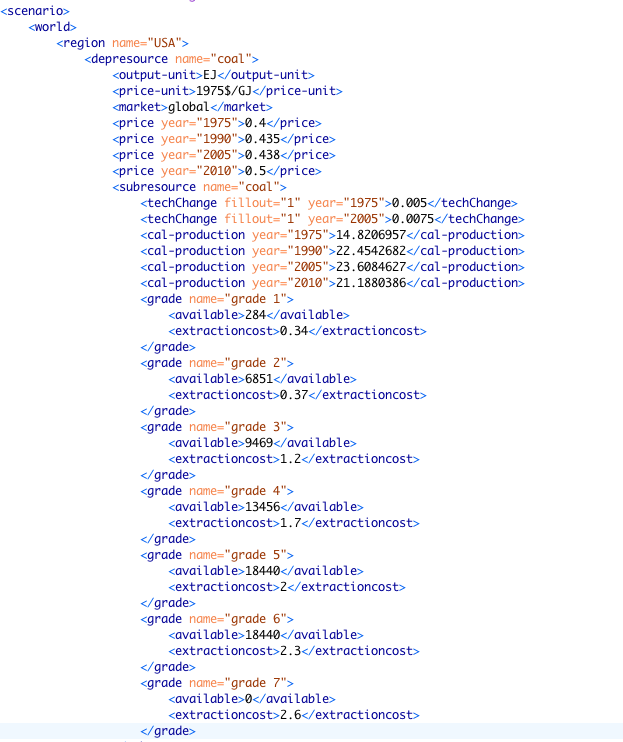 <scenario>
<world>
<region name="USA">
<depresource name="coal">
<output-unit>EJ</output-unit>
<price-unit>1975$/GJ</price-unit>
<market>global</market>
<price year="1975">0.4</price>
<price year="1990">0.435</price>
<price year="2005">0.438</price>
<price year="2010">0.5</price>
<subresource name="coal">
<techChange fillout="1" year="1975">0.005</techChange>
<techChange fillout="1" year="2005">0.0075</techChange>
<cal-production year="1975">14.8206957</cal-production>
<cal-production year="1990">22.4542682</cal-production>
<cal-production year="2005">23.6084627</cal-production>
<cal-production year="2010">21.1880386</cal-production>
<grade name="grade 1">
<available>284</available>
<extractioncost>0.34</extractioncost>
</grade>
<grade name="grade 2">
<available>6851</available>
<extractioncost>0.37</extractioncost>
</grade>
<grade name="grade 3">
<available>9469</available>
<extractioncost>1.2</extractioncost>
</grade>
<grade name="grade 4">
<available>13456</available>
<extractioncost>1.7</extractioncost>
</grade>
<grade name="grade 5">
<available>18440</available>
<extractioncost>2</extractioncost>
</grade>
<grade name="grade 6">
<available>18440</available>
<extractioncost>2.3</extractioncost>
</grade>
<grade name="grade 7">
<available>0</available>
<extractioncost>2.6</extractioncost>
</grade>